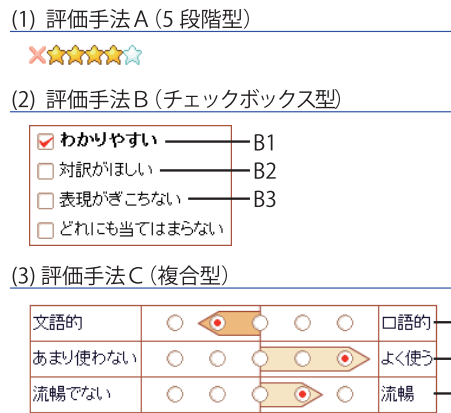 (1) 評価手法A(5段階型)
(2) 評価手法B(チェックボックス型)
わかりやすい B1
対訳がほしい B2
表現がぎこちない B3
どれにも当てはまらない
(3) 評価手法C(複合型)
文語的 口語的
あまり使わない よく使う
流暢でない 流暢